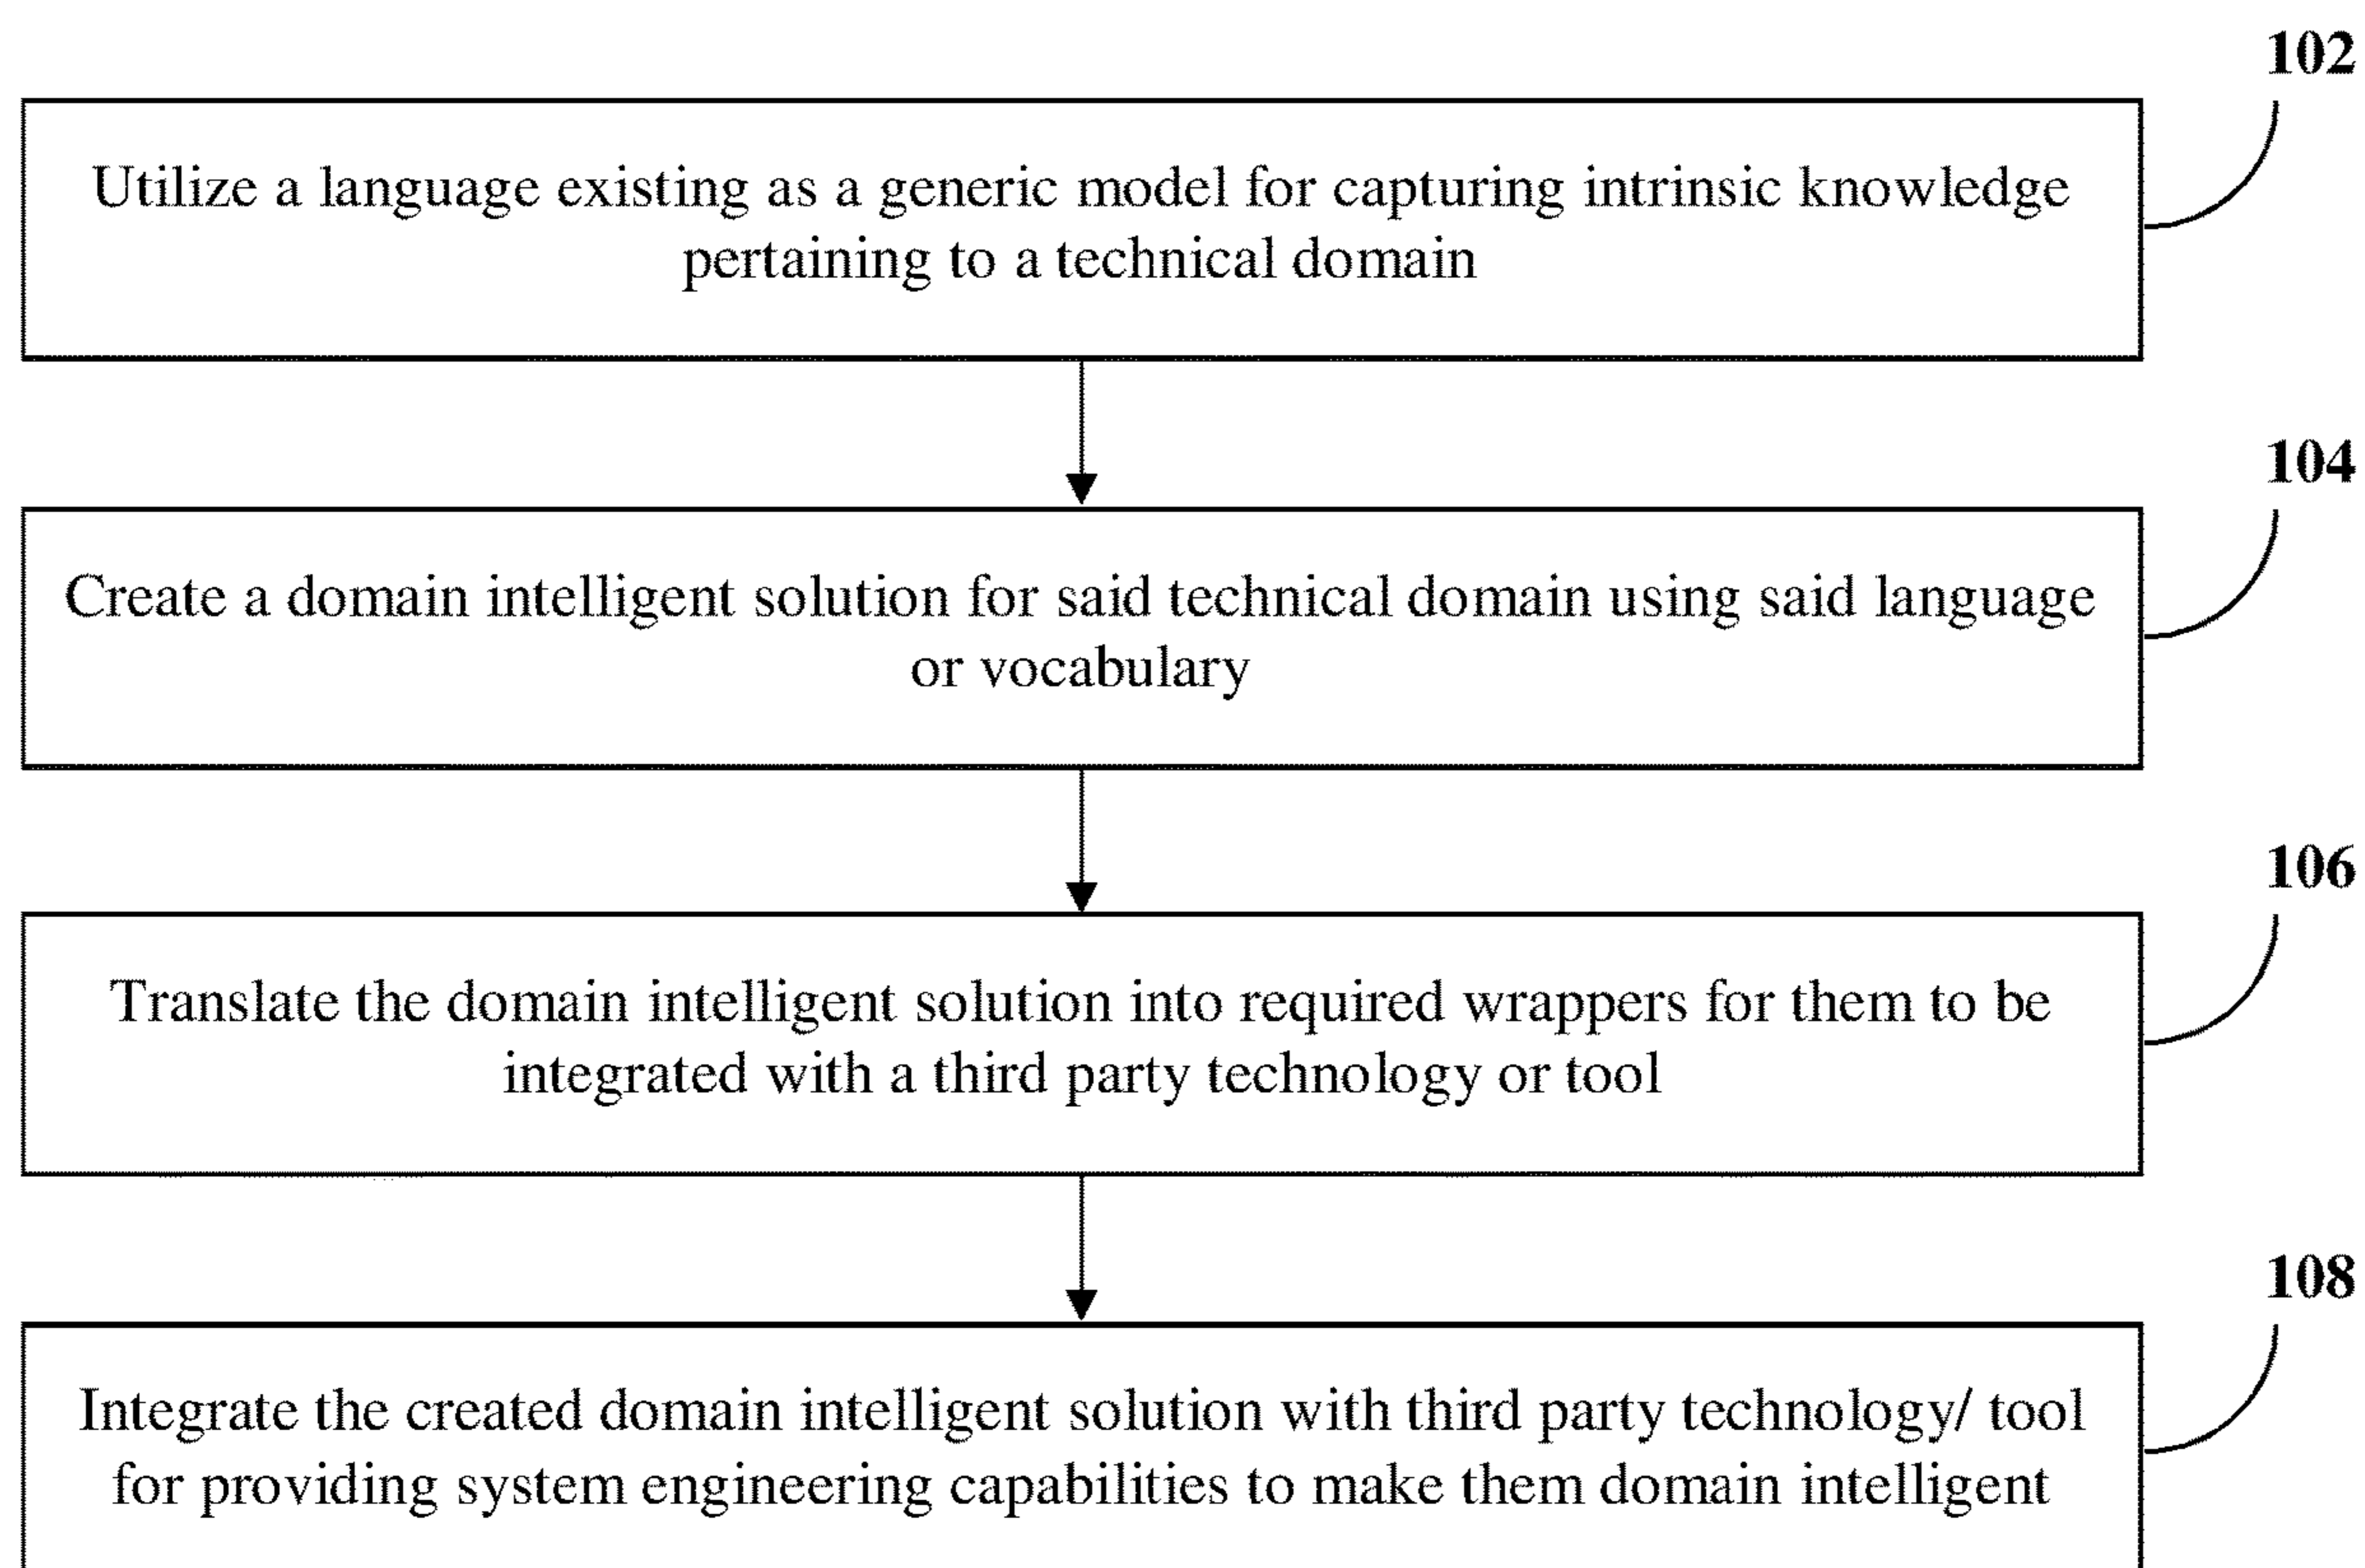 102
Utilize a language existing as a generic model for capturing intrinsic knowledge
pertaining to a technical domain
104
Create a domain intelligent solution for said technical domain using said language
or vocabulary
106
Translate the domain intelligent solution into required wrappers for them to be
integrated with a third party technology or tool
108
Integrate the created domain intelligent solution with third party technology/ tool
for providing system engineering capabilities to make them domain intelligent